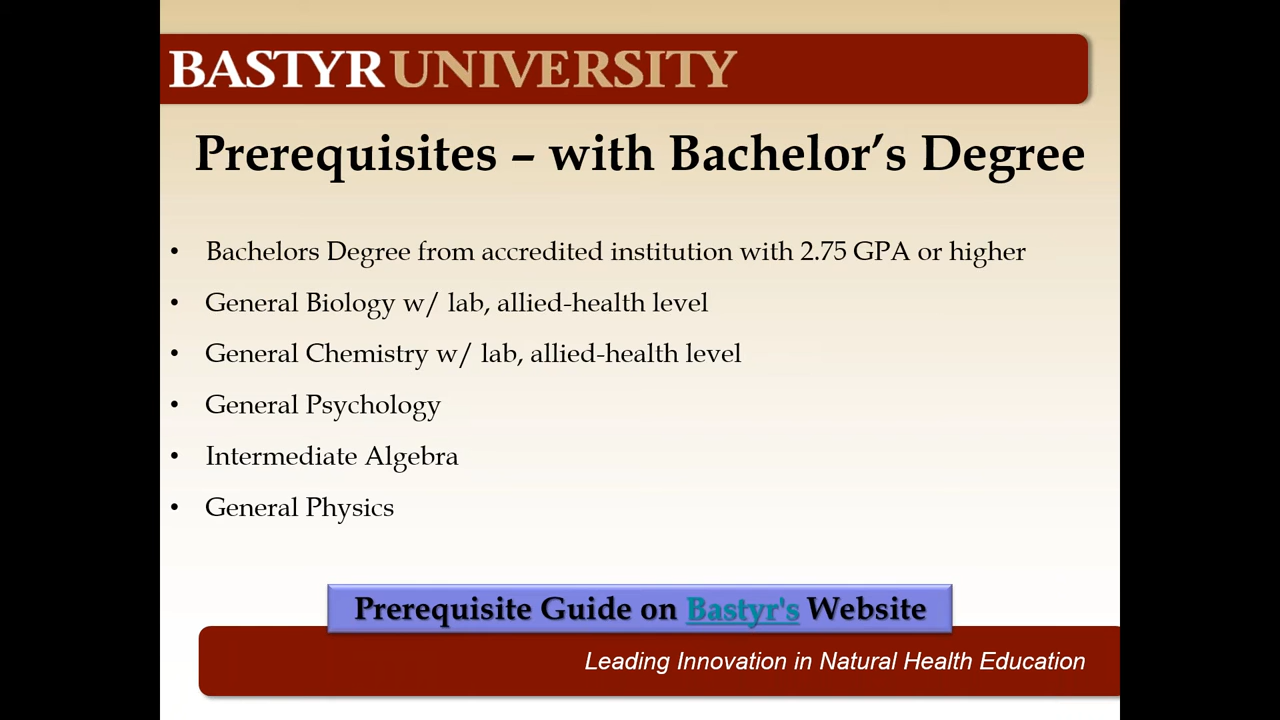 BASTYR UNIVERSITY
Prerequisites – with Bachelor’s Degree
• Bachelors Degree from accredited institution with 2.75 GPA or higher
• General Biology w/ lab, allied-health level
• General Chemistry w/ lab, allied-health level
• General Psychology
• Intermediate Algebra
• General Physics
Prerequisite Guide on Bastyr's Website
Leading Innovation in Natural Health Education